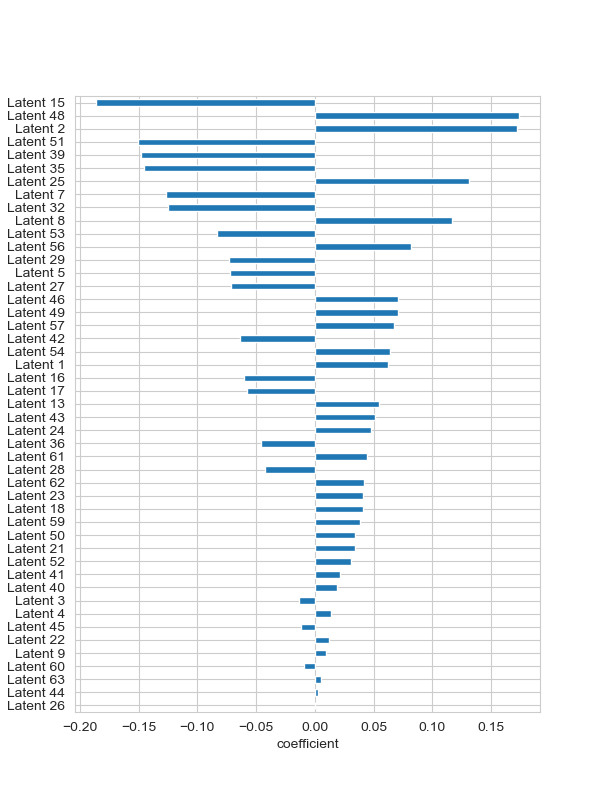 Latent 15
Latent 48
Latent 2
Latent 51
Latent 39
Latent 35
Latent 25
Latent 7
Latent 32
Latent 8
Latent 53
Latent 56
Latent 29
Latent 5
Latent 27
Latent 46
Latent 49
Latent 57
Latent 42
Latent 54
Latent 1
Latent 16
Latent 17
Latent 13
Latent 43
Latent 24
Latent 36
Latent 61
Latent 28
Latent 62
Latent 23
Latent 18
Latent 59
Latent 50
Latent 21
Latent 52
Latent 41
Latent 40
Latent 3
Latent 4
Latent 45
Latent 22
Latent 9
Latent 60
Latent 63
Latent 44
Latent 26
−0.20 −0.15 −0.10 −0.05 0.00 0.05 0.10 0.15
coefficient